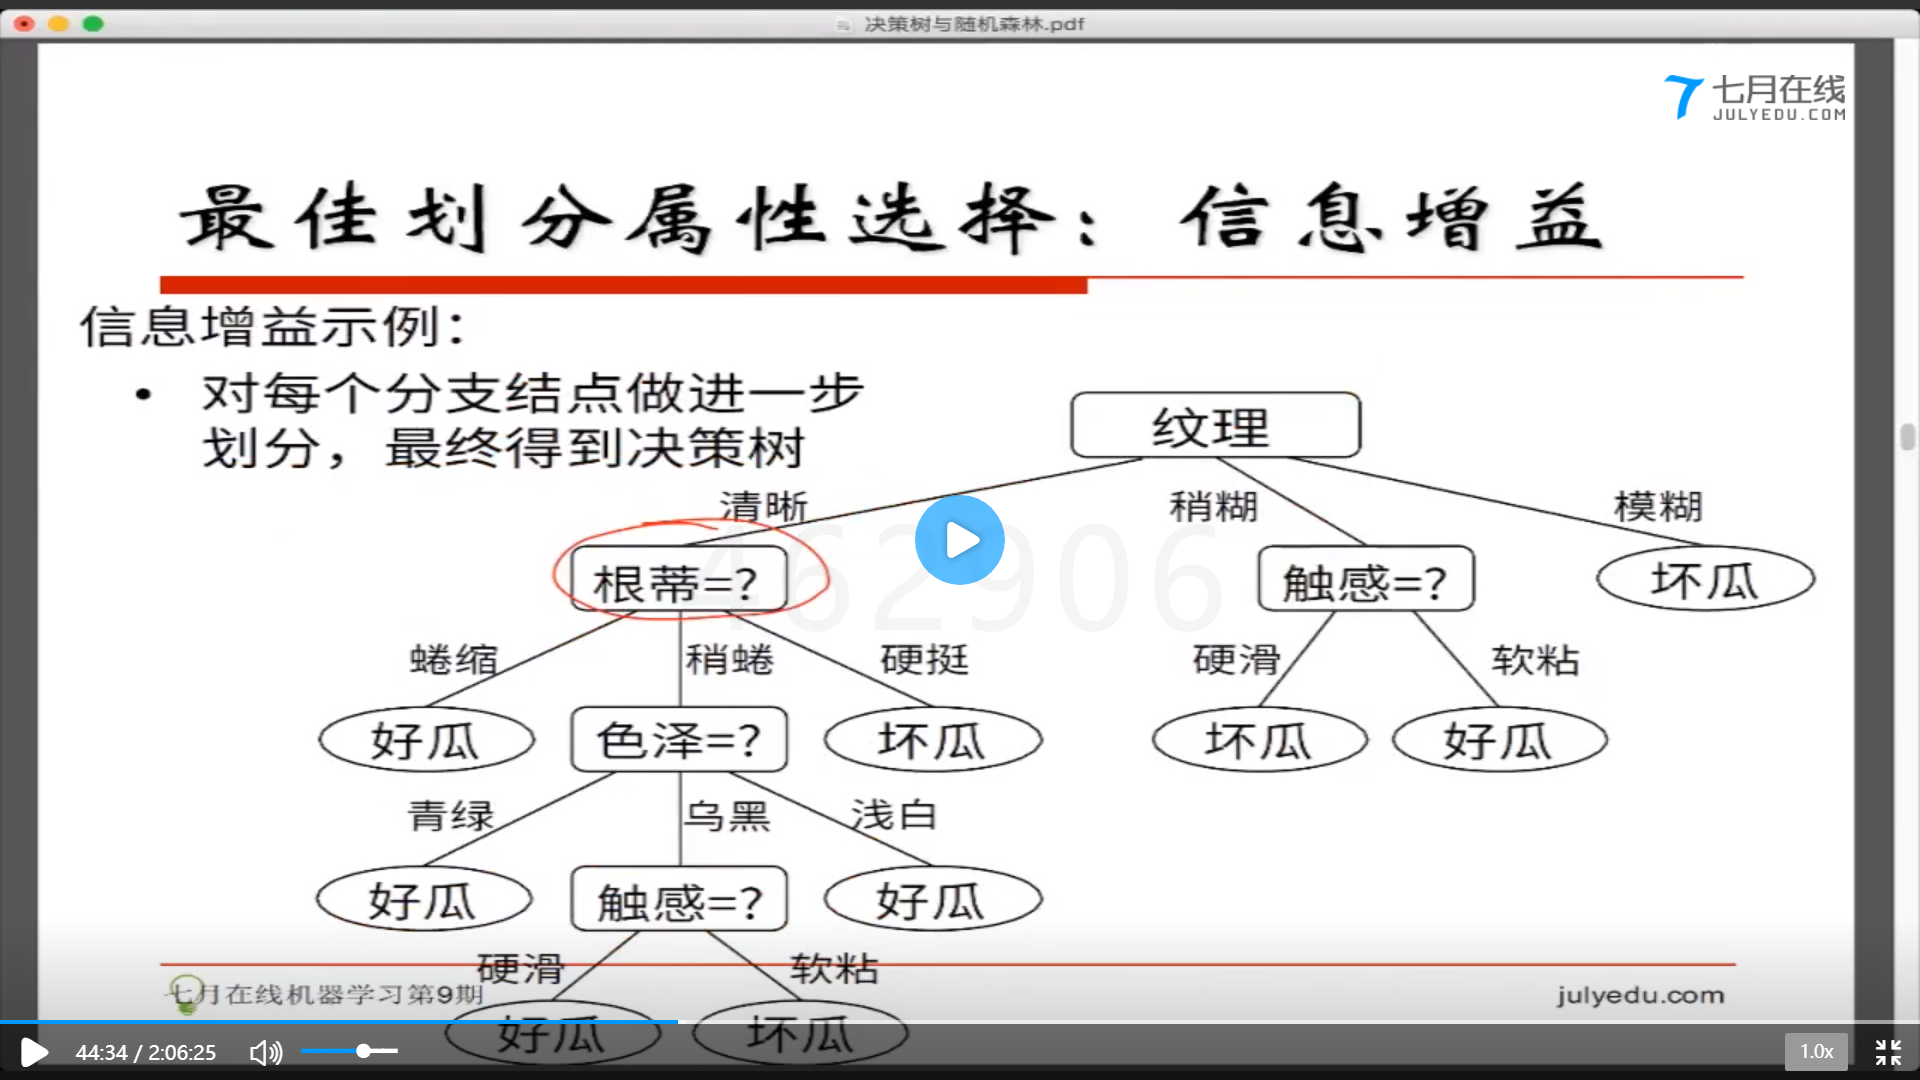 决策树与随机森林.pdf
七月在线
JULYEDU.COM
最佳划分属性选择：信息增益
信息增益示例：
• 对每个分支结点做进一步
划分，最终得到决策树
纹理
清晰 稍糊 模糊
462906
根蒂=? 触感=? 坏瓜
蜷缩 稍蜷 硬挺 硬滑 软粘
好瓜 色泽=? 坏瓜 坏瓜 好瓜
青绿 乌黑 浅白
好瓜 触感=? 好瓜
硬滑 软粘
七月在线机器学习第9期 julyedu.com
好瓜 坏瓜
44:34 / 2:06:25 1.0x